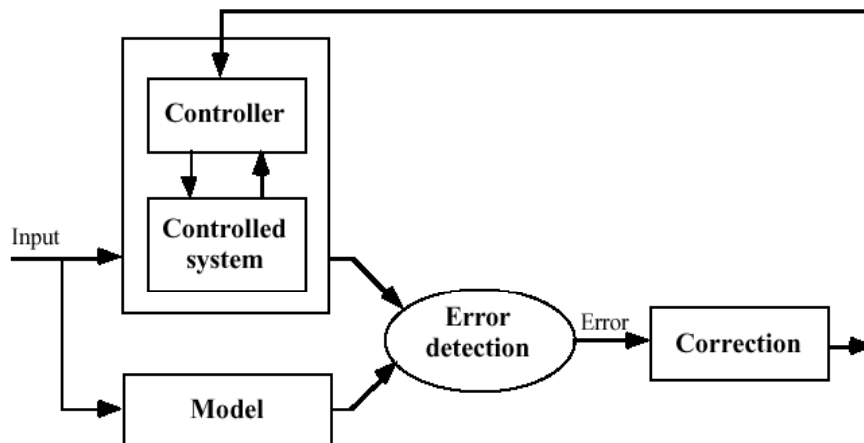 Controller
Controlled
system
Input
Error
detection
Error
Correction
Model